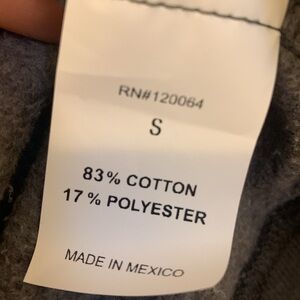 RN#120064
S
83% COTTON
17% POLYESTER
MADE IN MEXICO